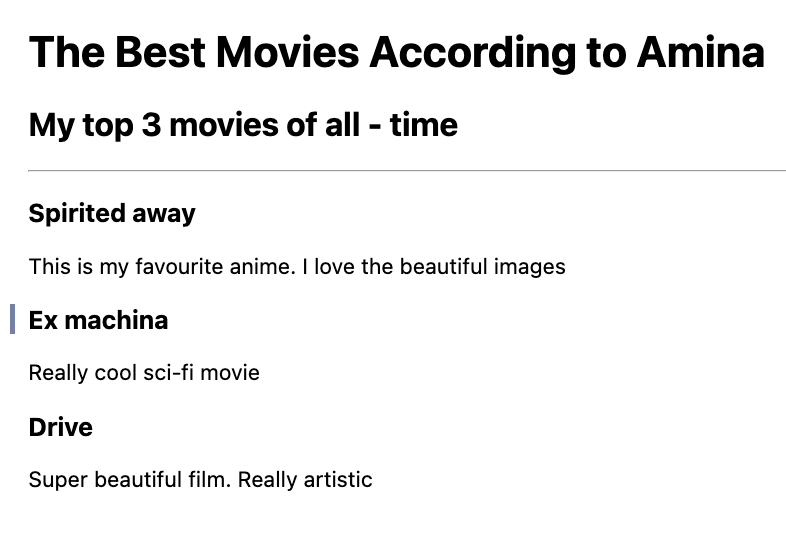 The Best Movies According to Amina
My top 3 movies of all - time
Spirited away
This is my favourite anime. I love the beautiful images
Ex machina
Really cool sci-fi movie
Drive
Super beautiful film. Really artistic